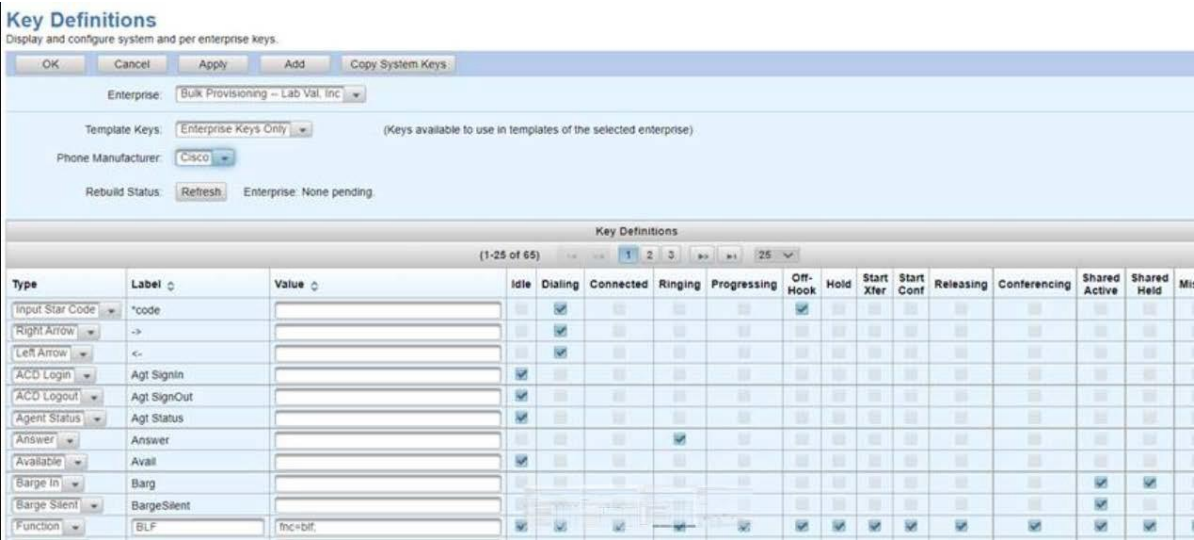 Key Definitions
Display and configure system and per enterprise keys.
OK Cancel Apply Add Copy System Keys
Enterprise: Bulk Provisioning -- Lab Val, Inc
Template Keys: Enterprise Keys Only (Keys available to use in templates of the selected enterprise)
Phone Manufacturer: Cisco
Rebuild Status: Refresh Enterprise: None pending.
Key Definitions
(1-25 of 65) 1 2 3 25
Type Label Value Idle Dialing Connected Ringing Progressing Off-Hook Hold Start Xfer Start Conf Releasing Conferencing Shared Active Shared Held
Input Star Code *code
Right Arrow ->
Left Arrow <-
ACD Login Agt SignIn
ACD Logout Agt SignOut
Agent Status Agt Status
Answer Answer
Available Avail
Barge In Barg
Barge Silent BargeSilent
Function BLF fnc=blf;